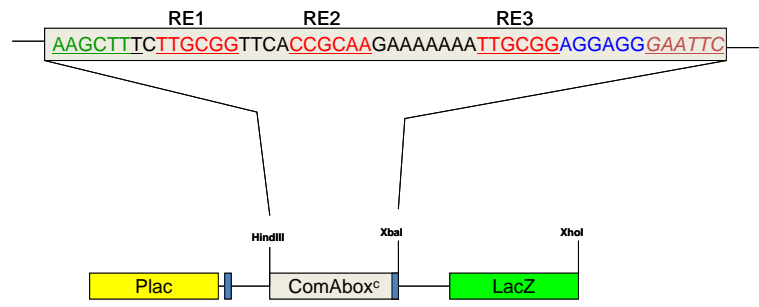 RE1 RE2 RE3
AAGCTTTCTTGCGGTTCACCGCAAGAAAAAAATTGCGGAGGAGGGAATTC
HindIII XbaI XhoI
Plac ComAboxᶜ LacZ